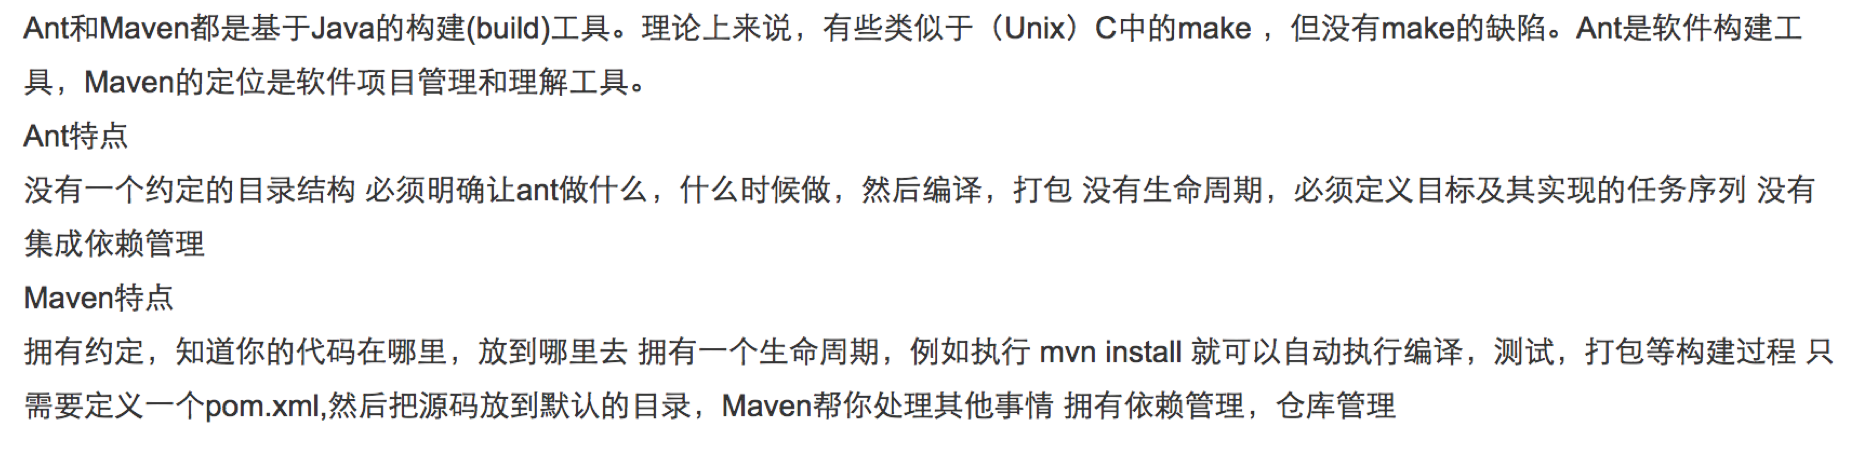 Ant和Maven都是基于Java的构建(build)工具。理论上来说，有些类似于（Unix）C中的make ，但没有make的缺陷。Ant是软件构建工
具，Maven的定位是软件项目管理和理解工具。
Ant特点
没有一个约定的目录结构 必须明确让ant做什么，什么时候做，然后编译，打包 没有生命周期，必须定义目标及其实现的任务序列 没有
集成依赖管理
Maven特点
拥有约定，知道你的代码在哪里，放到哪里去 拥有一个生命周期，例如执行 mvn install 就可以自动执行编译，测试，打包等构建过程 只
需要定义一个pom.xml,然后把源码放到默认的目录，Maven帮你处理其他事情 拥有依赖管理，仓库管理